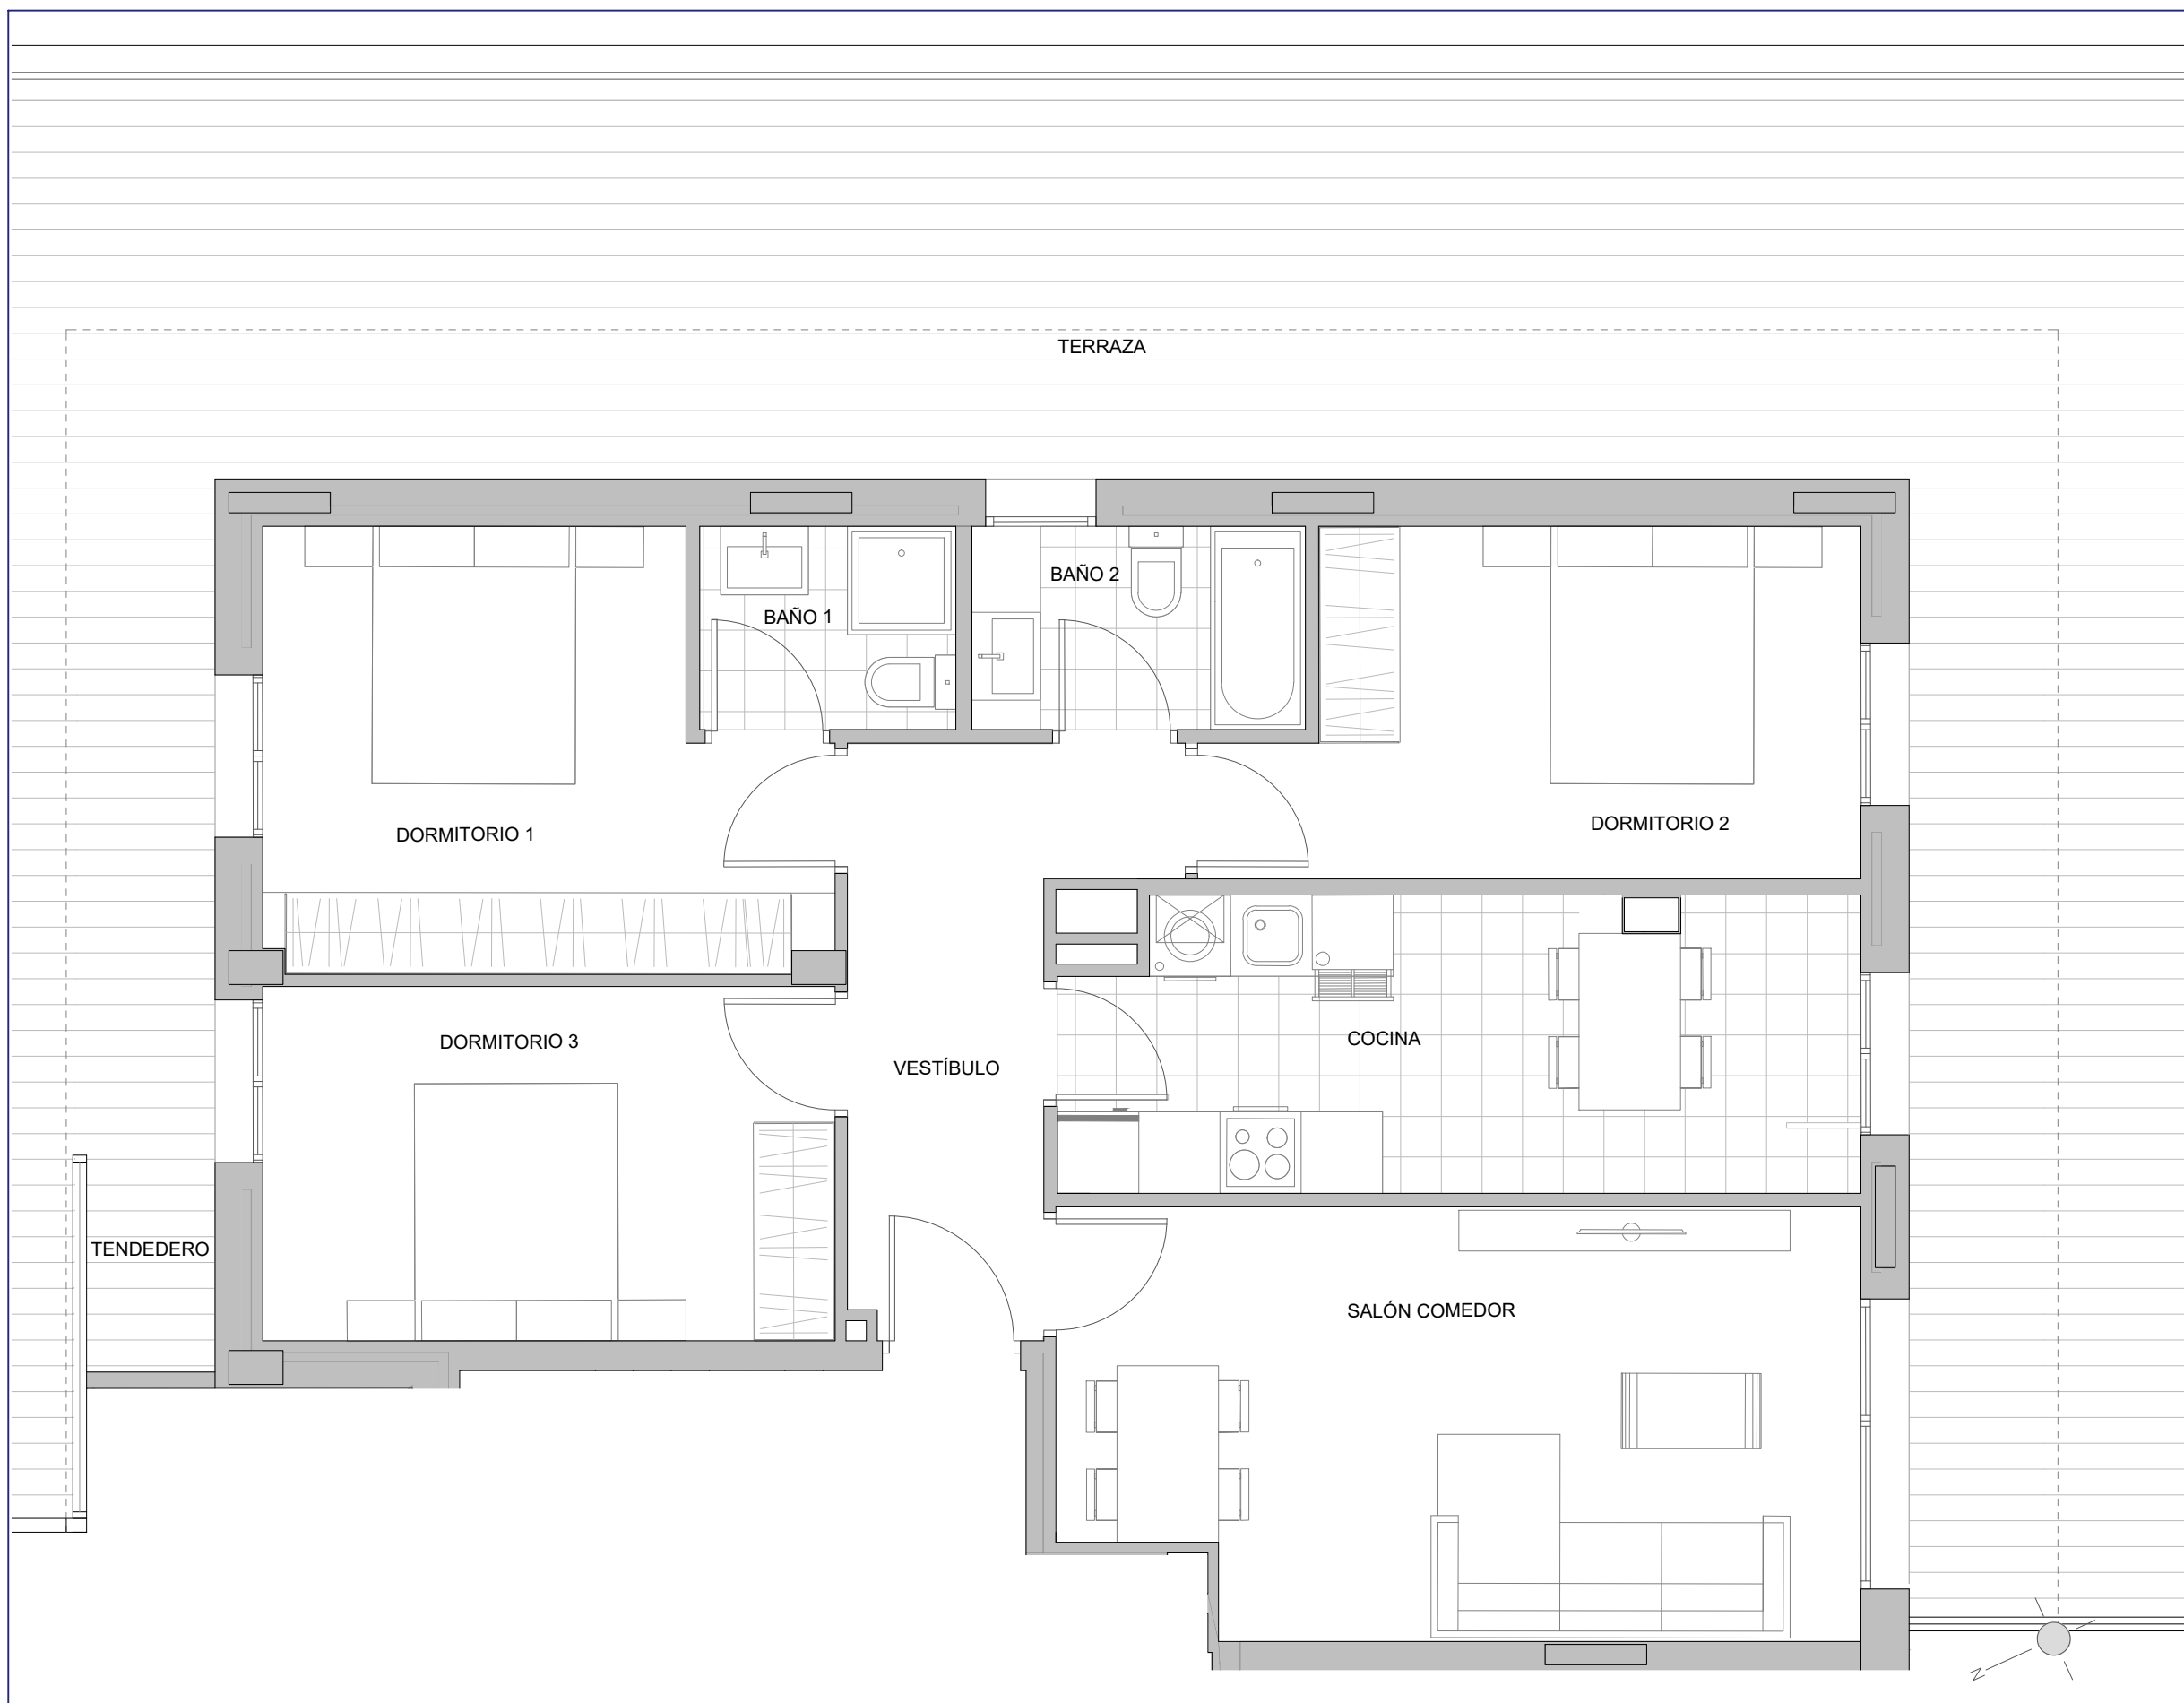 TERRAZA
BAÑO 2
BAÑO 1
DORMITORIO 2
DORMITORIO 1
COCINA
DORMITORIO 3
VESTÍBULO
TENDEDERO
SALÓN COMEDOR
N